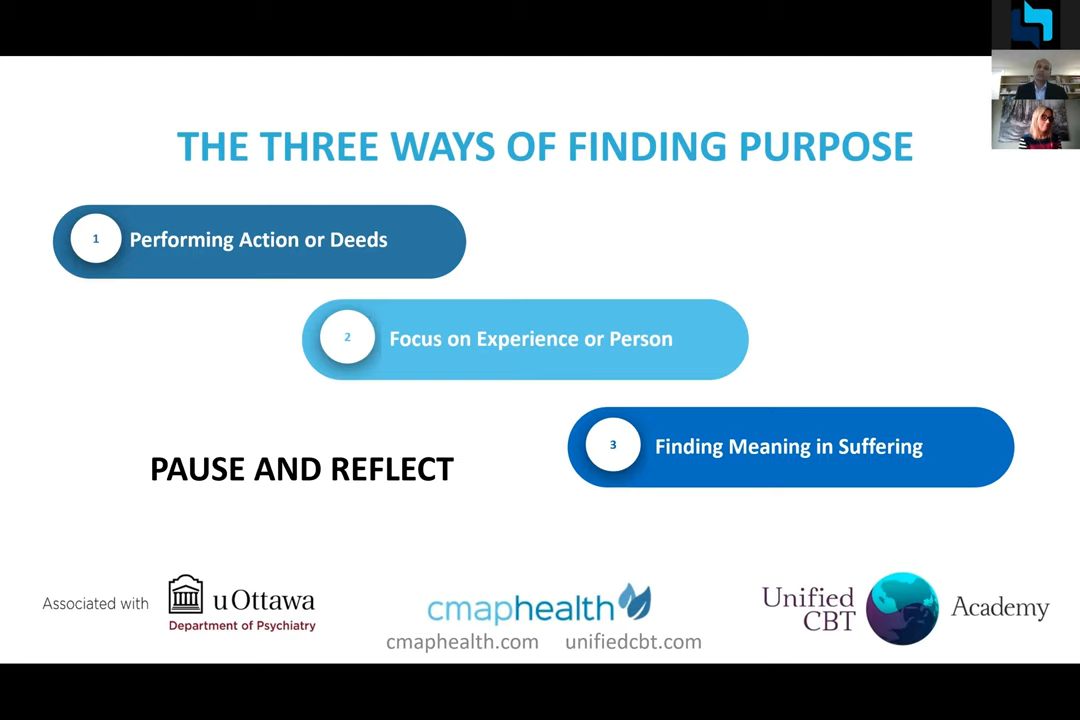 THE THREE WAYS OF FINDING PURPOSE
1 Performing Action or Deeds
2 Focus on Experience or Person
3 Finding Meaning in Suffering
PAUSE AND REFLECT
Associated with
uOttawa
Department of Psychiatry
cmaphealth
cmaphealth.com unifiedcbt.com
Unified
CBT
Academy